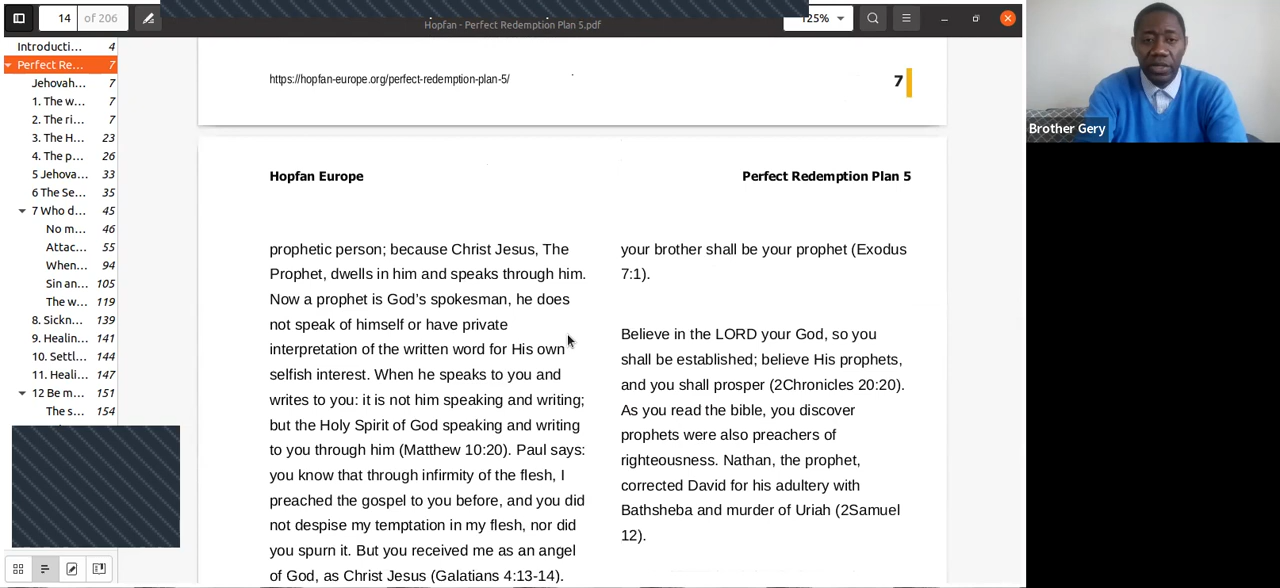 14
of 206
Hopfan - Perfect Redemption Plan 5.pdf
125%
Introducti... 4
Perfect Re... 7
Jehovah... 7
1. The w... 7
2. The ri... 7
3. The H... 23
4. The p... 26
5 Jehova... 33
6 The Se... 35
7 Who d... 45
No m... 46
Attac... 55
When... 94
Sin an... 105
The w... 119
8. Sickn... 139
9. Healin... 141
10. Settl... 144
11. Heali... 147
12 Be m... 151
The s... 154
https://hopfan-europe.org/perfect-redemption-plan-5/
7
Hopfan Europe
Perfect Redemption Plan 5
prophetic person; because Christ Jesus, The
Prophet, dwells in him and speaks through him.
Now a prophet is God's spokesman, he does
not speak of himself or have private
interpretation of the written word for His own
selfish interest. When he speaks to you and
writes to you: it is not him speaking and writing;
but the Holy Spirit of God speaking and writing
to you through him (Matthew 10:20). Paul says:
you know that through infirmity of the flesh, I
preached the gospel to you before, and you did
not despise my temptation in my flesh, nor did
you spurn it. But you received me as an angel
of God, as Christ Jesus (Galatians 4:13-14).
your brother shall be your prophet (Exodus
7:1).
Believe in the LORD your God, so you
shall be established; believe His prophets,
and you shall prosper (2Chronicles 20:20).
As you read the bible, you discover
prophets were also preachers of
righteousness. Nathan, the prophet,
corrected David for his adultery with
Bathsheba and murder of Uriah (2Samuel
12).
Brother Gery